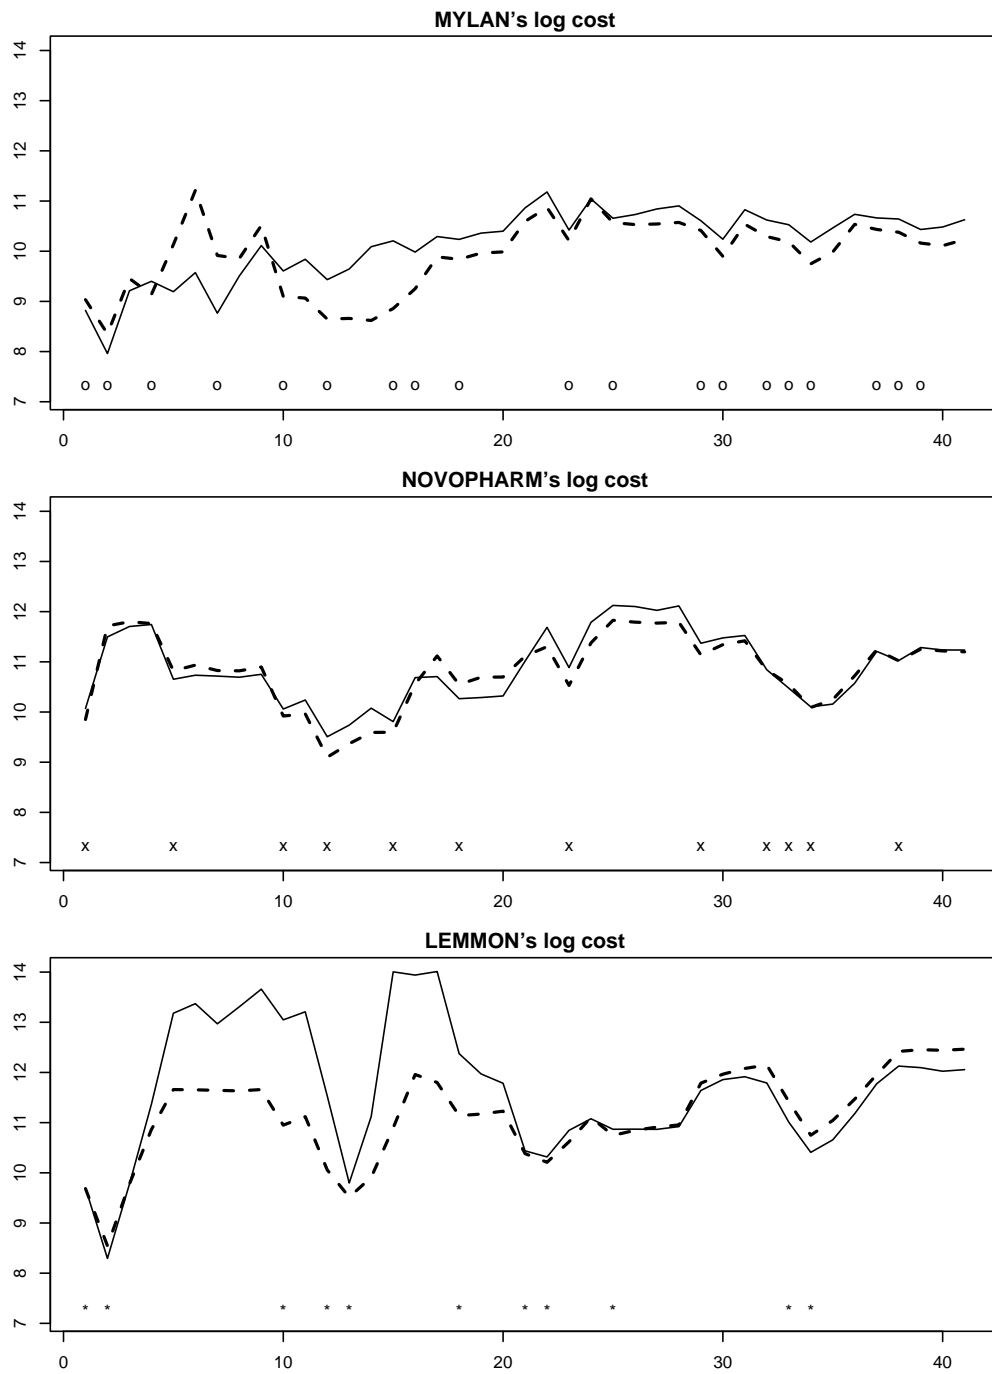 MYLAN's log cost
14
13
12
11
10
9
8
7
o o o o o o o o o o o o o o o o o o o
0 10 20 30 40
NOVOPHARM's log cost
14
13
12
11
10
9
8
7
x x x x x x x x x x x x
0 10 20 30 40
LEMMON's log cost
14
13
12
11
10
9
8
7
* * * * * * * * * * *
0 10 20 30 40